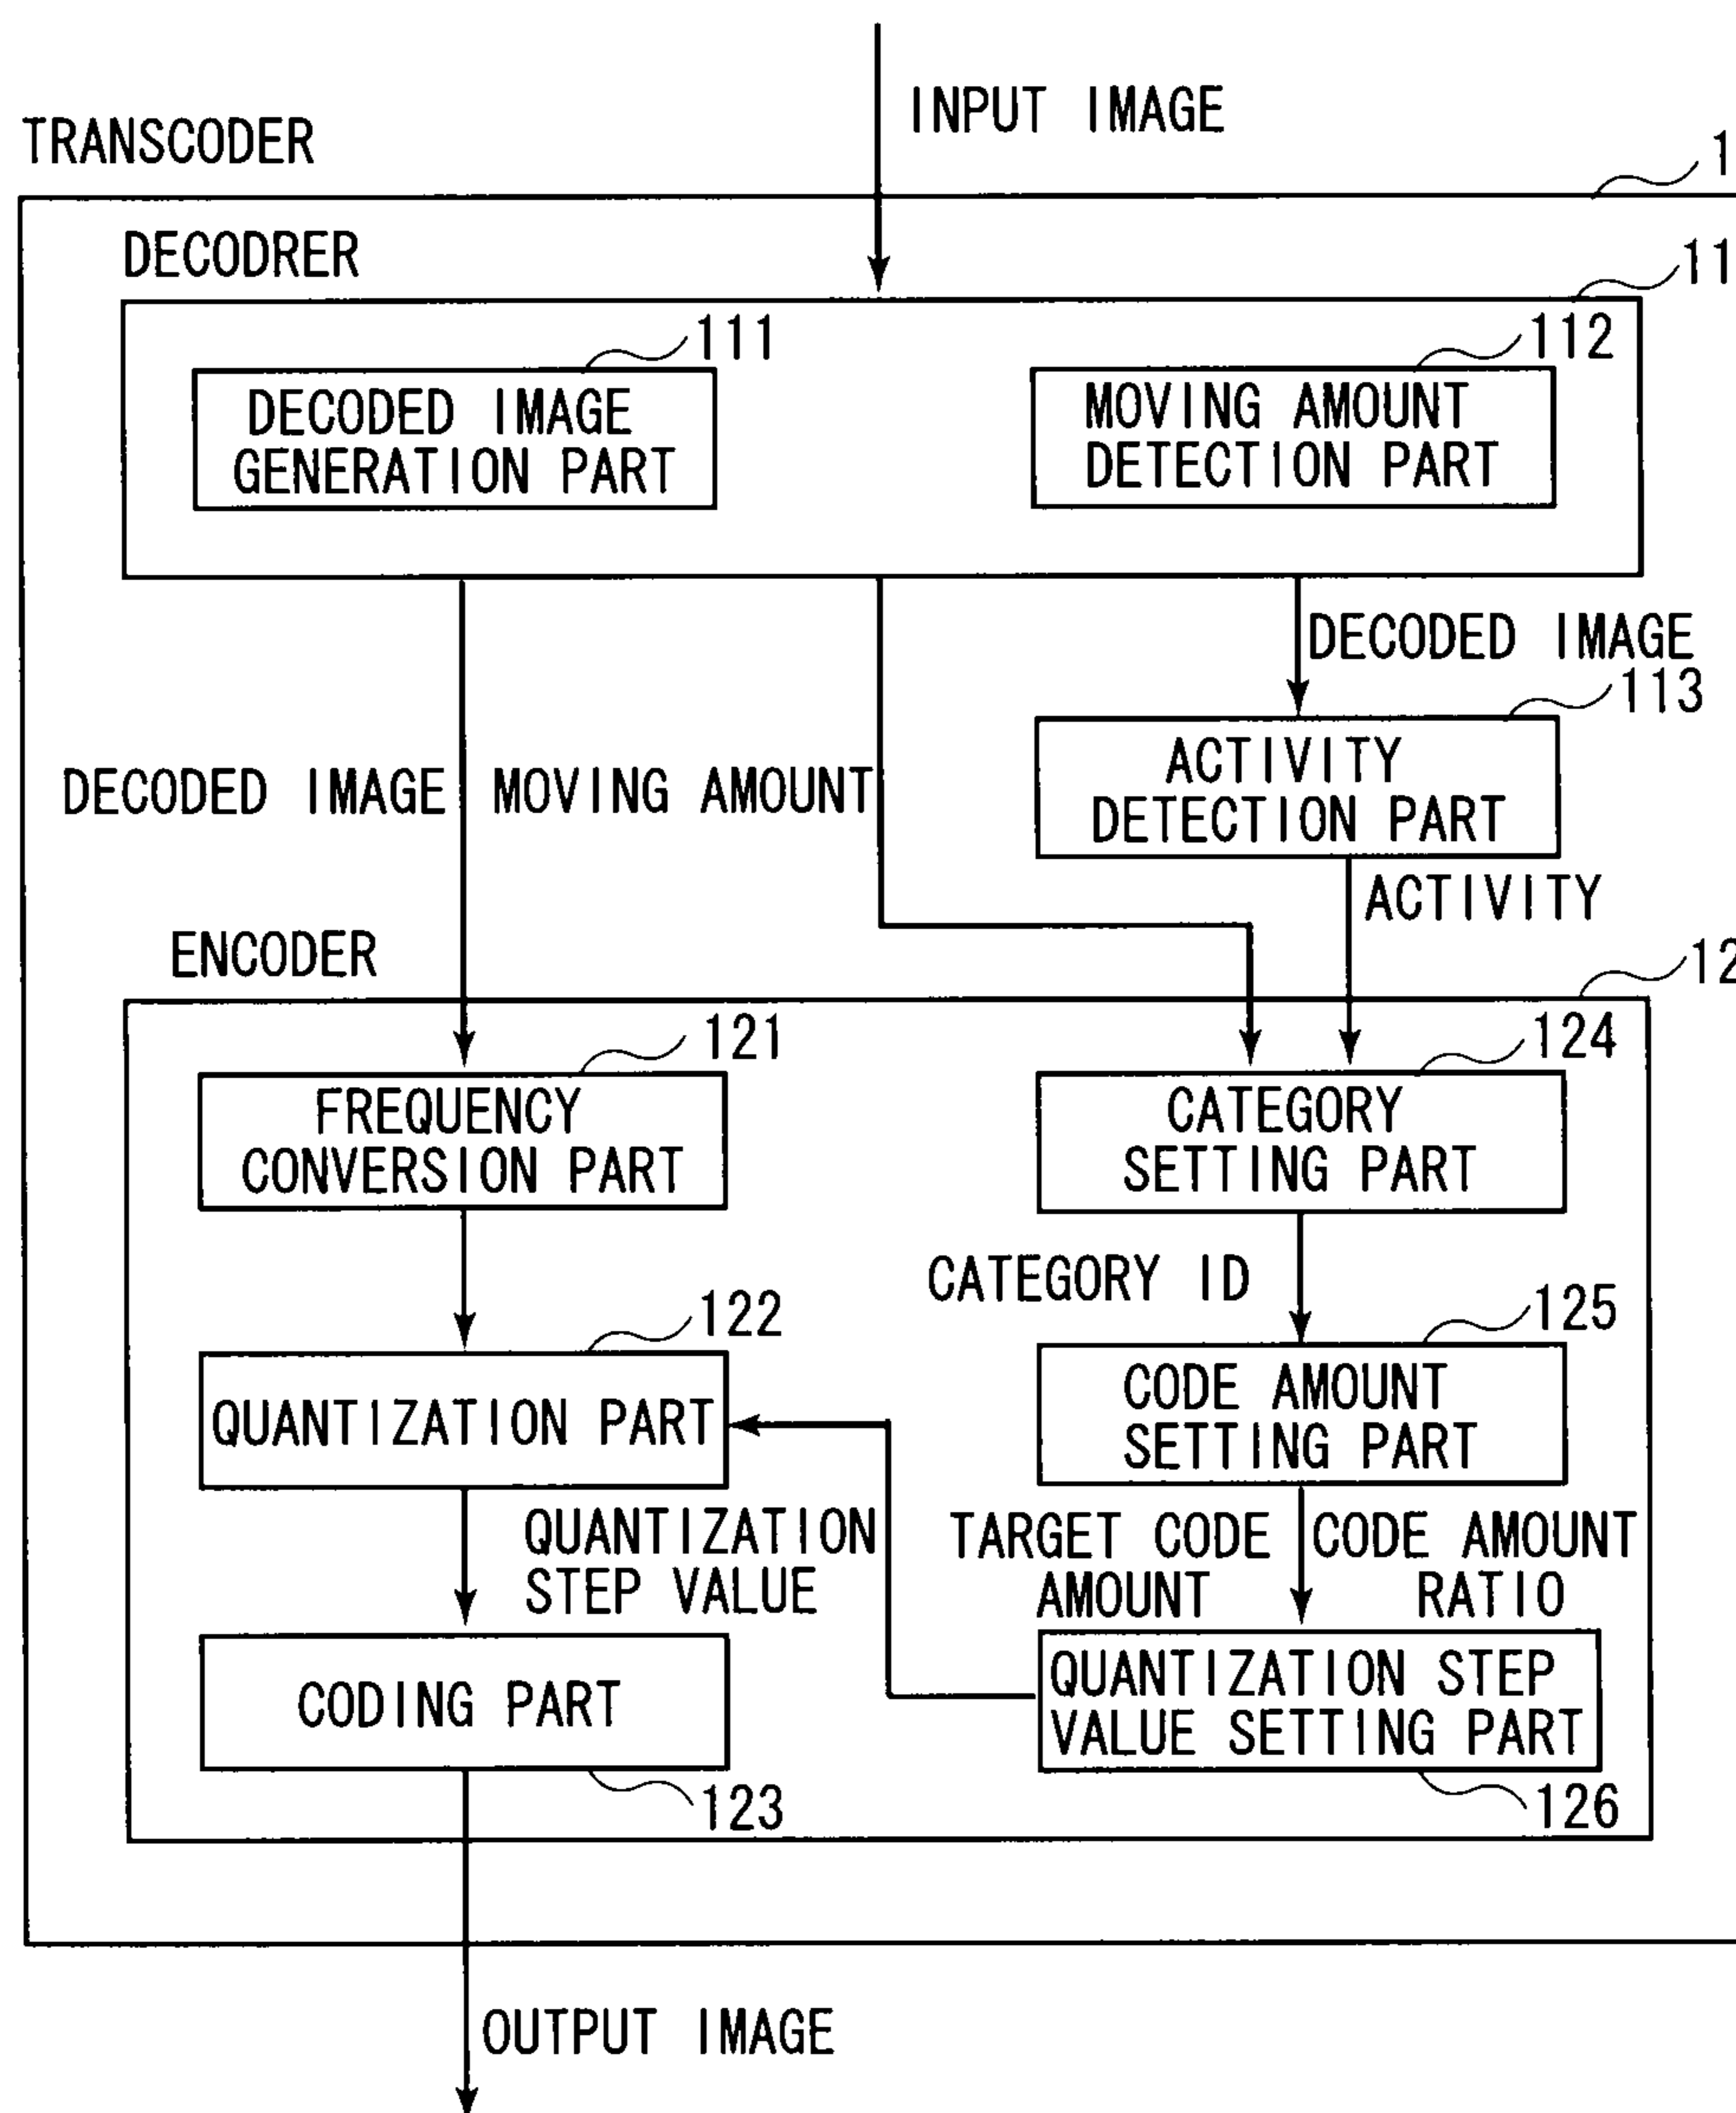 INPUT IMAGE
TRANSCODER
1
DECODRER
11
111
112
DECODED IMAGE
GENERATION PART
MOVING AMOUNT
DETECTION PART
DECODED IMAGE
113
ACTIVITY
DETECTION PART
DECODED IMAGE
MOVING AMOUNT
ACTIVITY
ENCODER
12
121
124
FREQUENCY
CONVERSION PART
CATEGORY
SETTING PART
CATEGORY ID
122
125
QUANTIZATION PART
CODE AMOUNT
SETTING PART
QUANTIZATION
STEP VALUE
TARGET CODE
AMOUNT
CODE AMOUNT
RATIO
CODING PART
QUANTIZATION STEP
VALUE SETTING PART
123
126
OUTPUT IMAGE